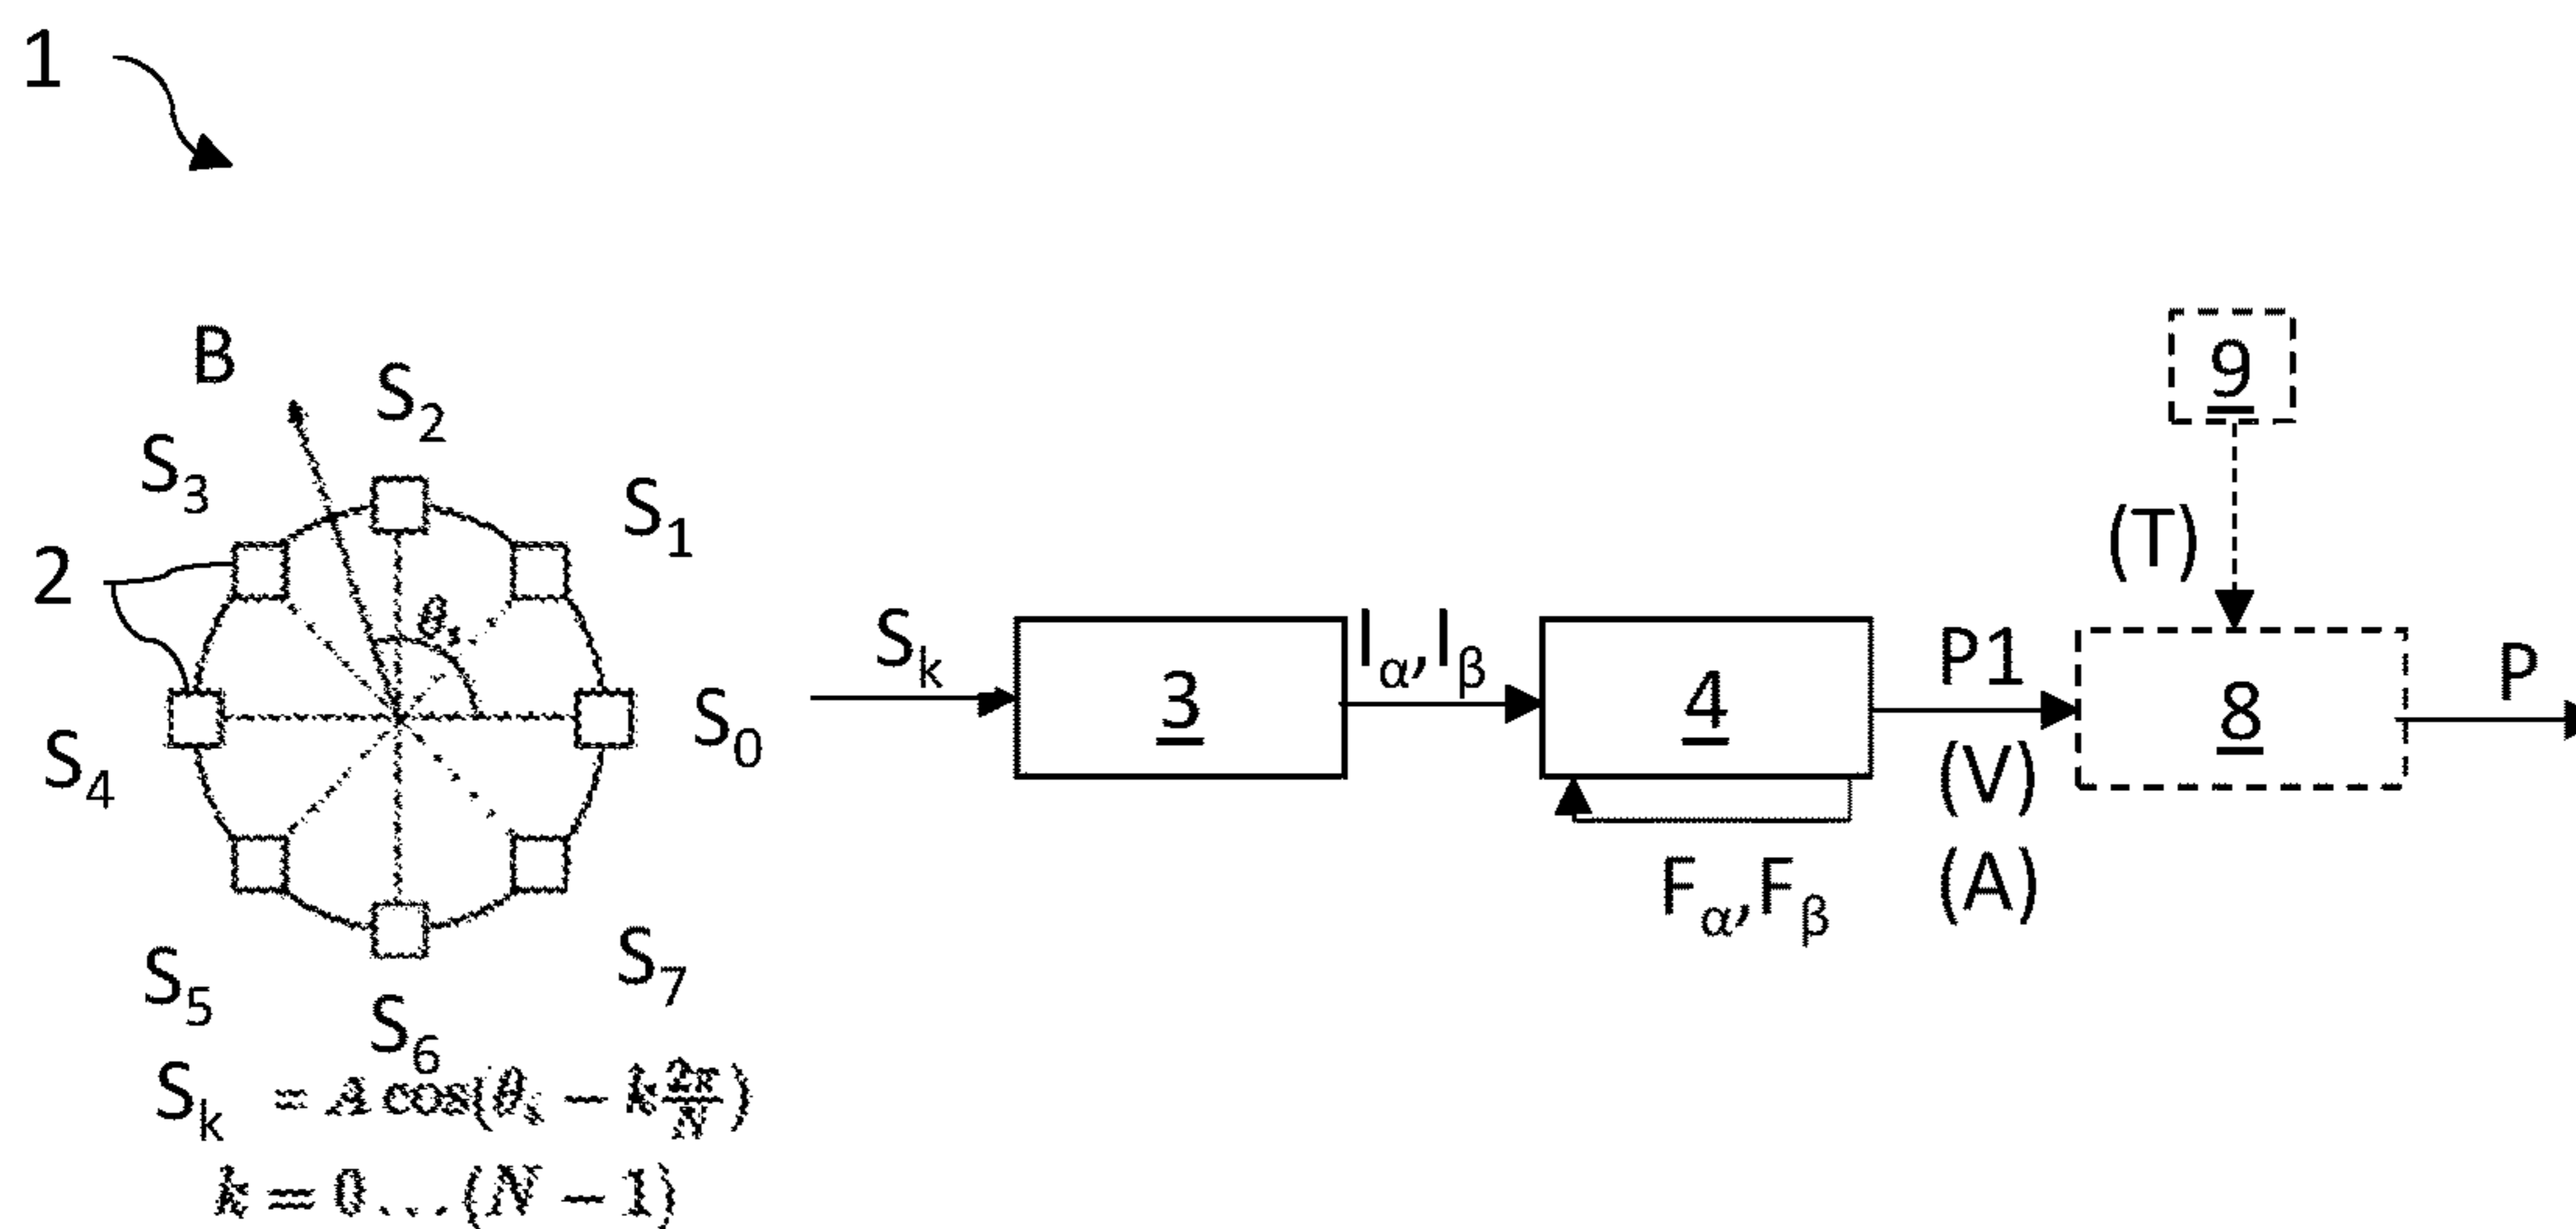 1
B
S₂
S₃
S₁
2
θₛ
S₄
S₀
S₅
S₇
S₆
Sₖ = A cos(θₛ − k 2π/N)
k = 0 … (N − 1)
Sₖ
3
Iα,Iβ
4
Fα,Fβ
P1
(V)
(A)
9
(T)
8
P